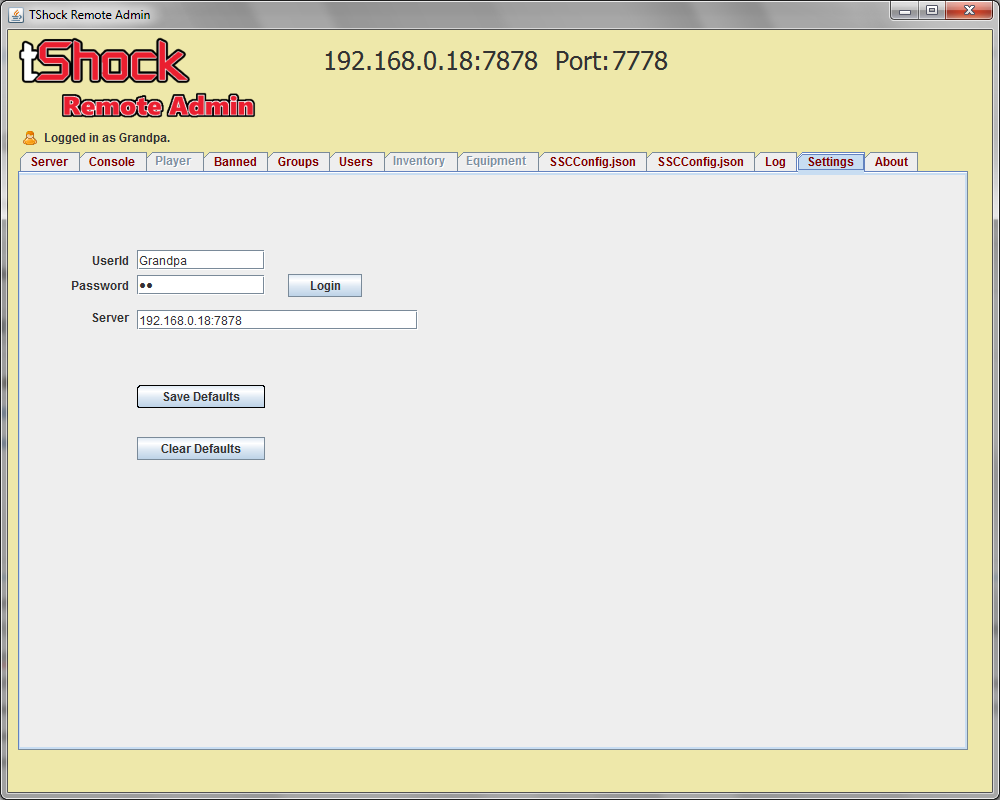 TShock Remote Admin
tShock
Remote Admin
192.168.0.18:7878 Port: 7778
Logged in as Grandpa.
Server Console Player Banned Groups Users Inventory Equipment SSCConfig.json SSCConfig.json Log Settings About
UserId Grandpa
Password ●●
Login
Server 192.168.0.18:7878
Save Defaults
Clear Defaults